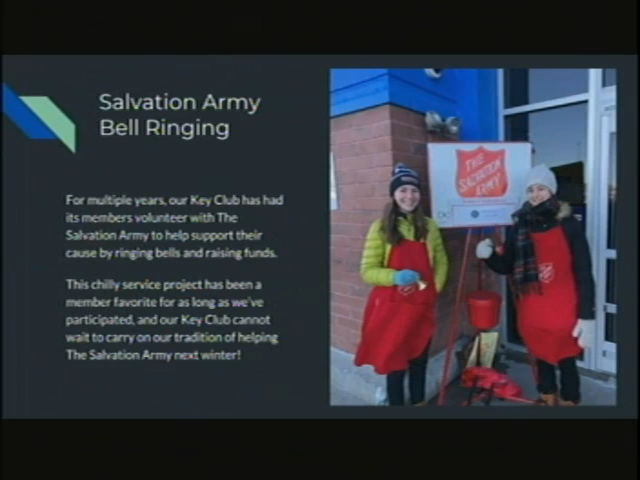 Salvation Army
Bell Ringing
For multiple years, our Key Club has had
its members volunteer with The
Salvation Army to help support their
cause by ringing bells and raising funds.
This chilly service project has been a
member favorite for as long as we've
participated, and our Key Club cannot
wait to carry on our tradition of helping
The Salvation Army next winter!
THE
SALVATION
ARMY